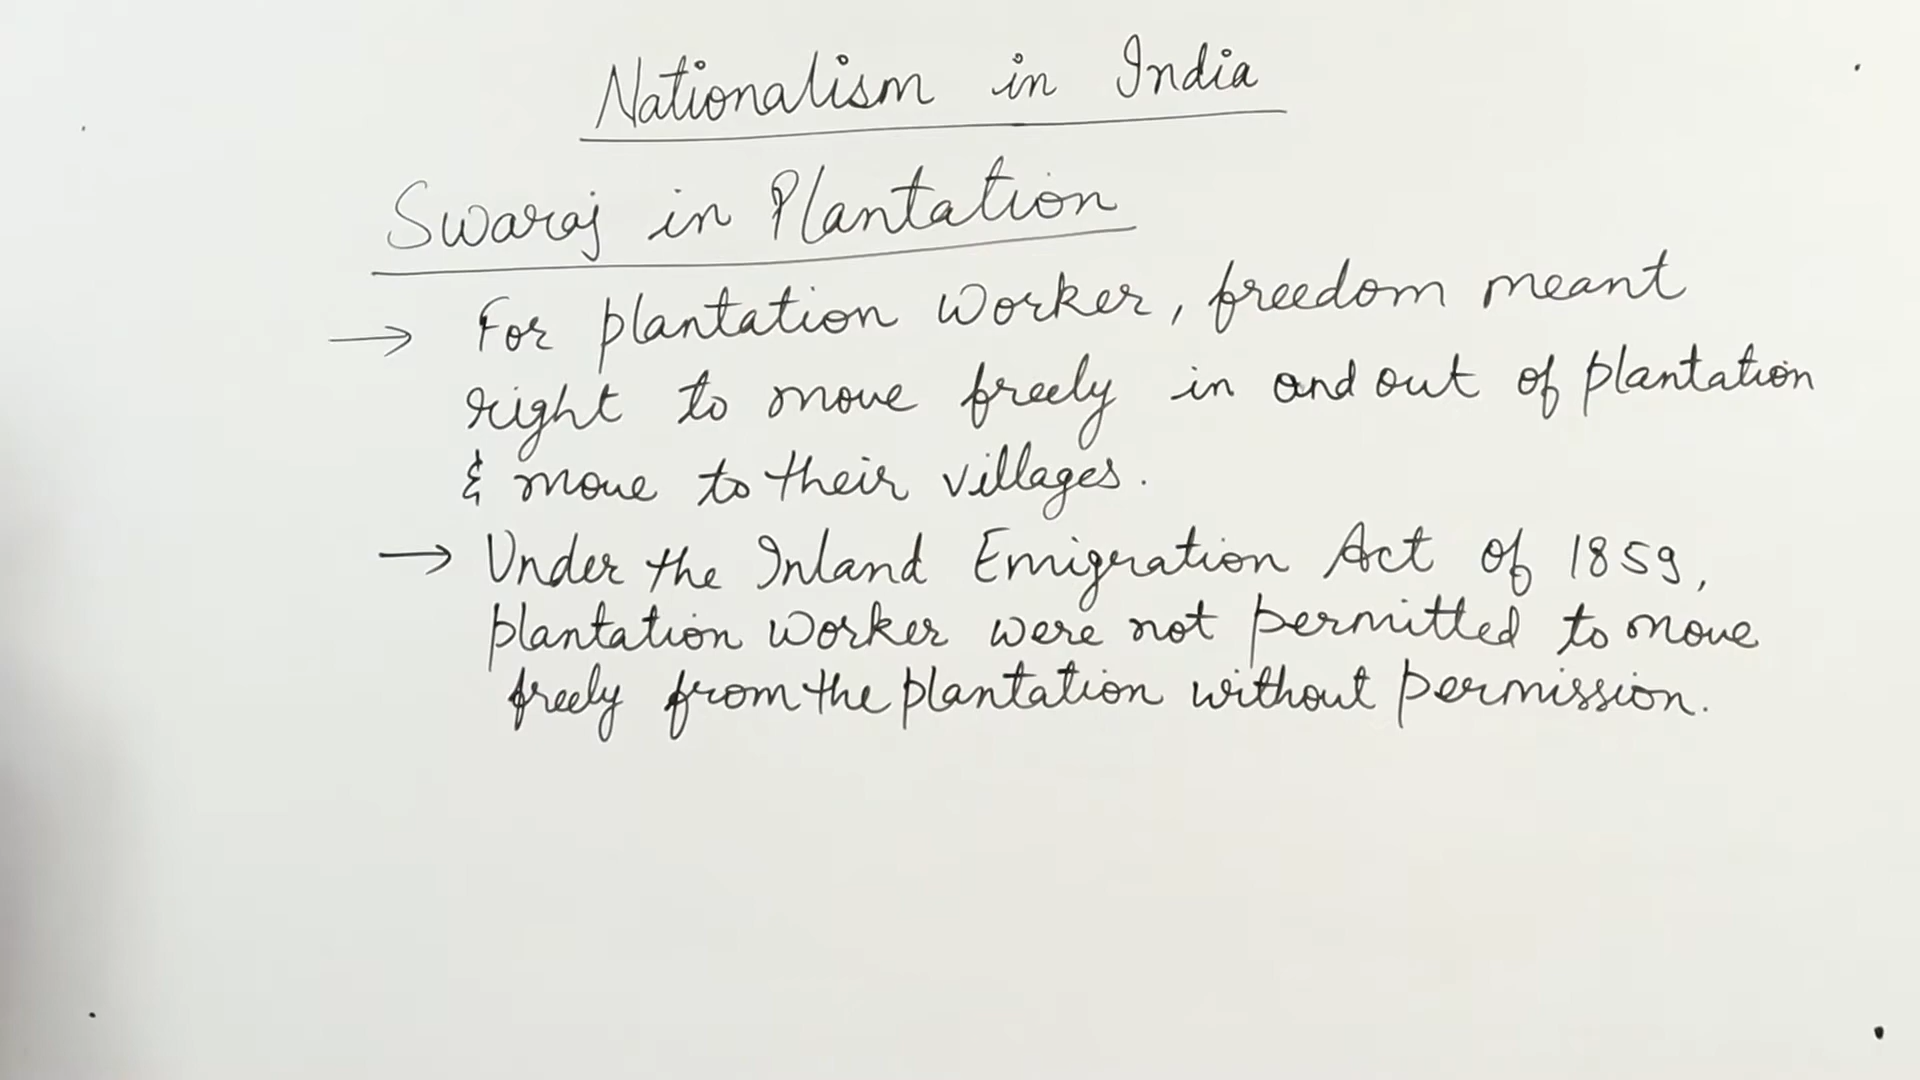 Nationalism in India
Swaraj in Plantation
→ For plantation worker, freedom meant
right to move freely in and out of plantation
& move to their villages.
→ Under the Inland Emigration Act of 1859,
plantation worker were not permitted to move
freely from the plantation without permission.